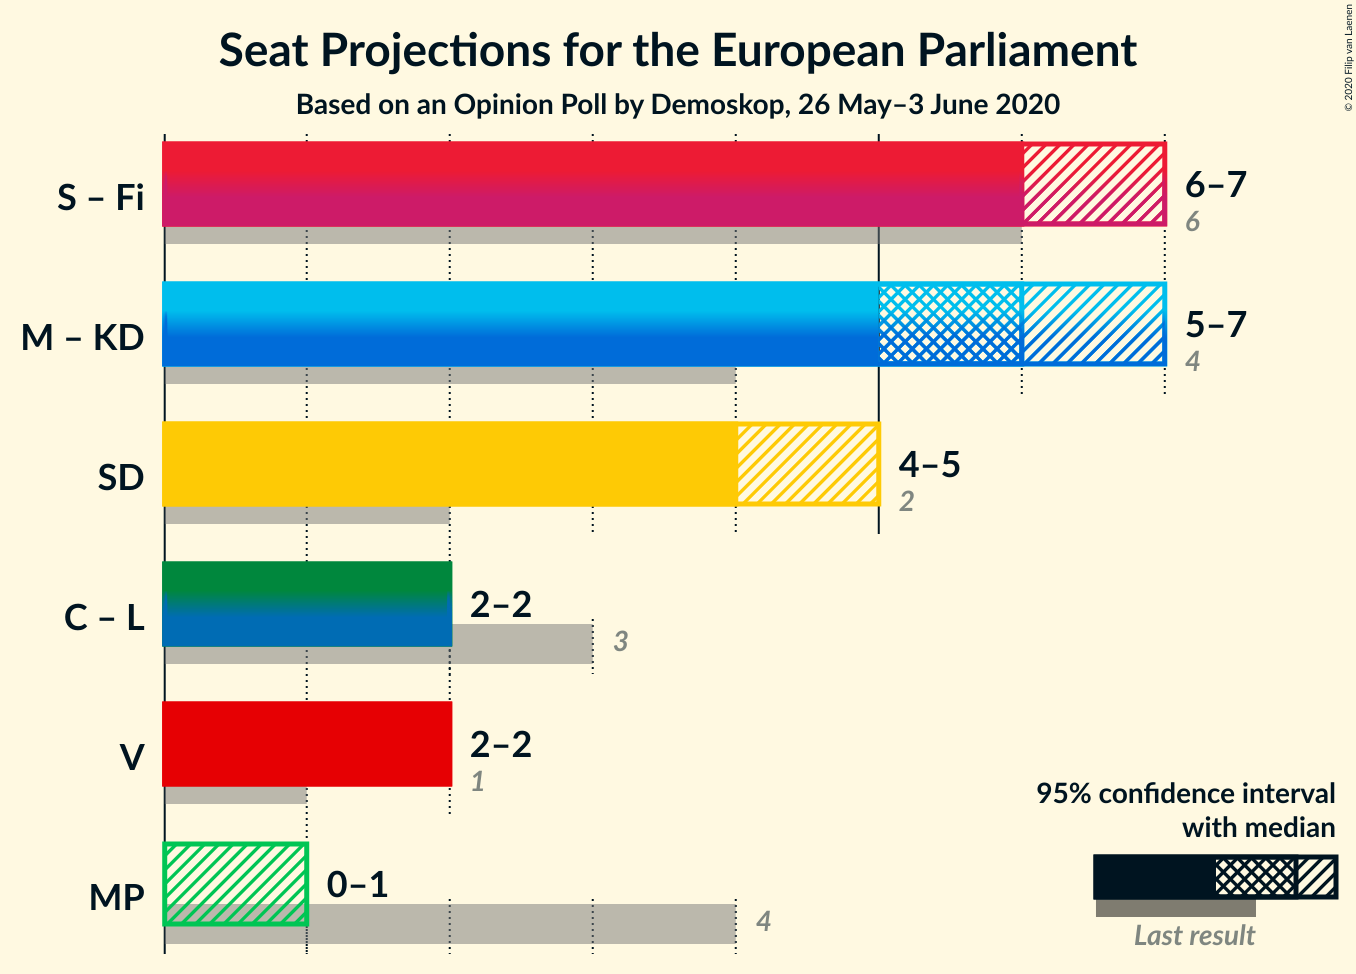 Seat Projections for the European Parliament
Based on an Opinion Poll by Demoskop, 26 May–3 June 2020
© 2020 Filip van Laenen
S – Fi
6–7
6
M – KD
5–7
4
SD
4–5
2
C – L
2–2
3
V
2–2
1
MP
0–1
4
95% confidence interval
with median
Last result